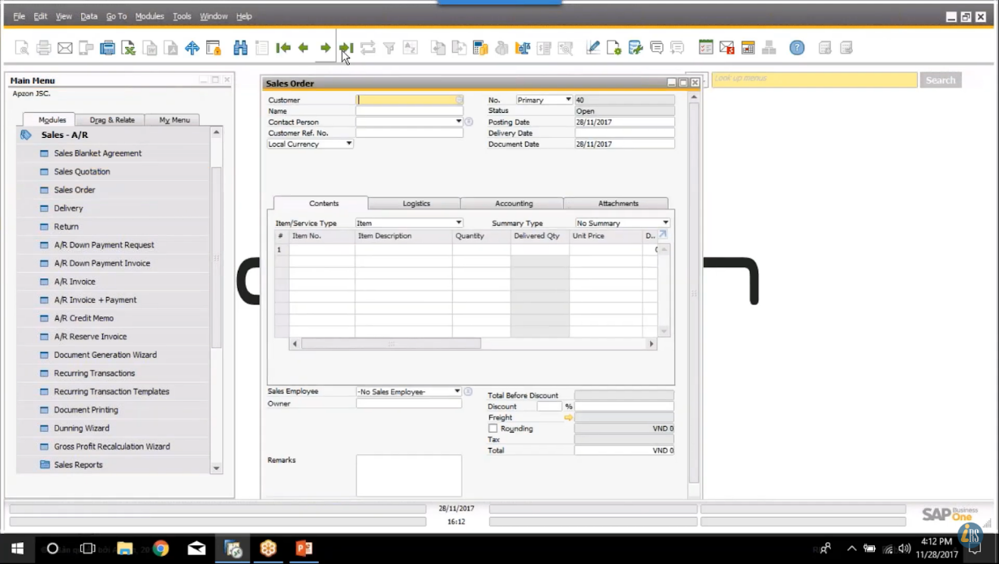 File Edit View Data Go To Modules Tools Window Help
Look up menus Search
Main Menu
Apzon JSC.
Modules Drag & Relate My Menu
Sales - A/R
Sales Blanket Agreement
Sales Quotation
Sales Order
Delivery
Return
A/R Down Payment Request
A/R Down Payment Invoice
A/R Invoice
A/R Invoice + Payment
A/R Credit Memo
A/R Reserve Invoice
Document Generation Wizard
Recurring Transactions
Recurring Transaction Templates
Document Printing
Dunning Wizard
Gross Profit Recalculation Wizard
Sales Reports
Sales Order
Customer
Name
Contact Person
Customer Ref. No.
Local Currency
No. Primary 40
Status Open
Posting Date 28/11/2017
Delivery Date
Document Date 28/11/2017
Contents Logistics Accounting Attachments
Item/Service Type Item Summary Type No Summary
# Item No. Item Description Quantity Delivered Qty Unit Price D..
1 0
Sales Employee -No Sales Employee-
Owner
Remarks
Total Before Discount
Discount %
Freight
Rounding VND 0
Tax
Total VND 0
28/11/2017
16:12
SAP Business One
4:12 PM
11/28/2017